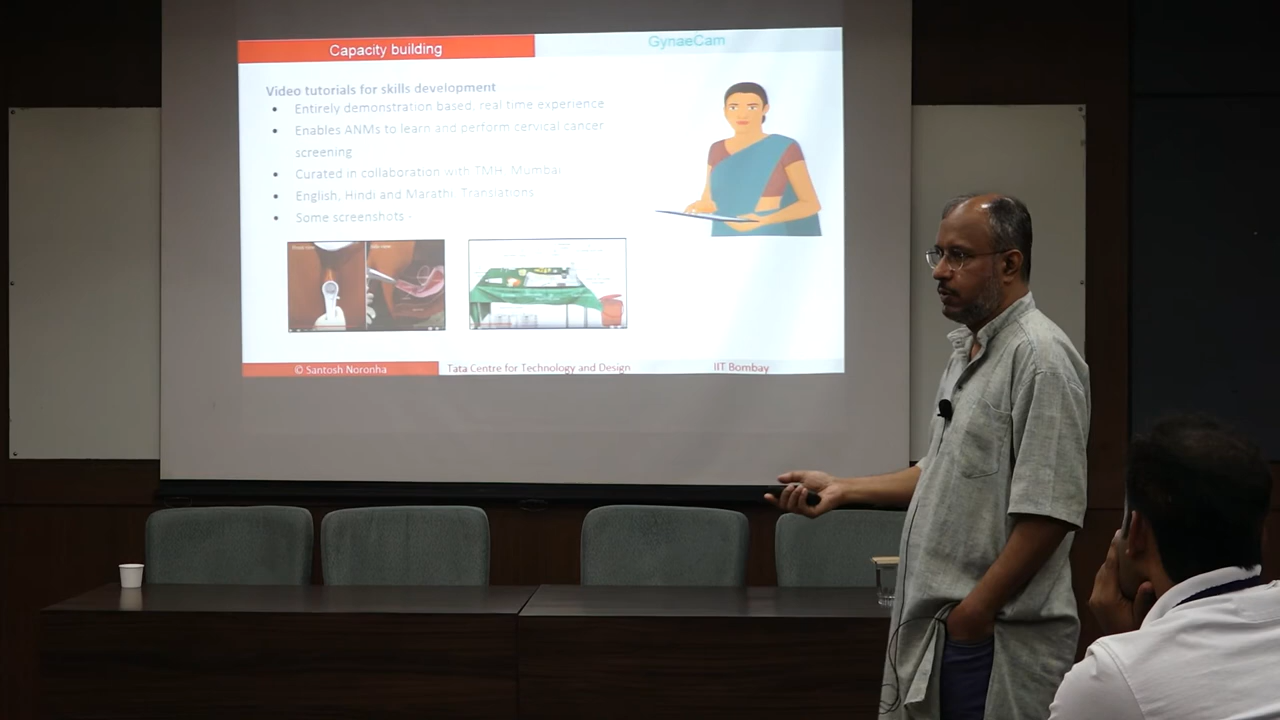 Capacity building
GynaeCam
Video tutorials for skills development
• Entirely demonstration based, real time experience
• Enables ANMs to learn and perform cervical cancer
screening
• Curated in collaboration with TMH, Mumbai
• English, Hindi and Marathi Translations
• Some screenshots -
© Santosh Noronha
Tata Centre for Technology and Design
IIT Bombay